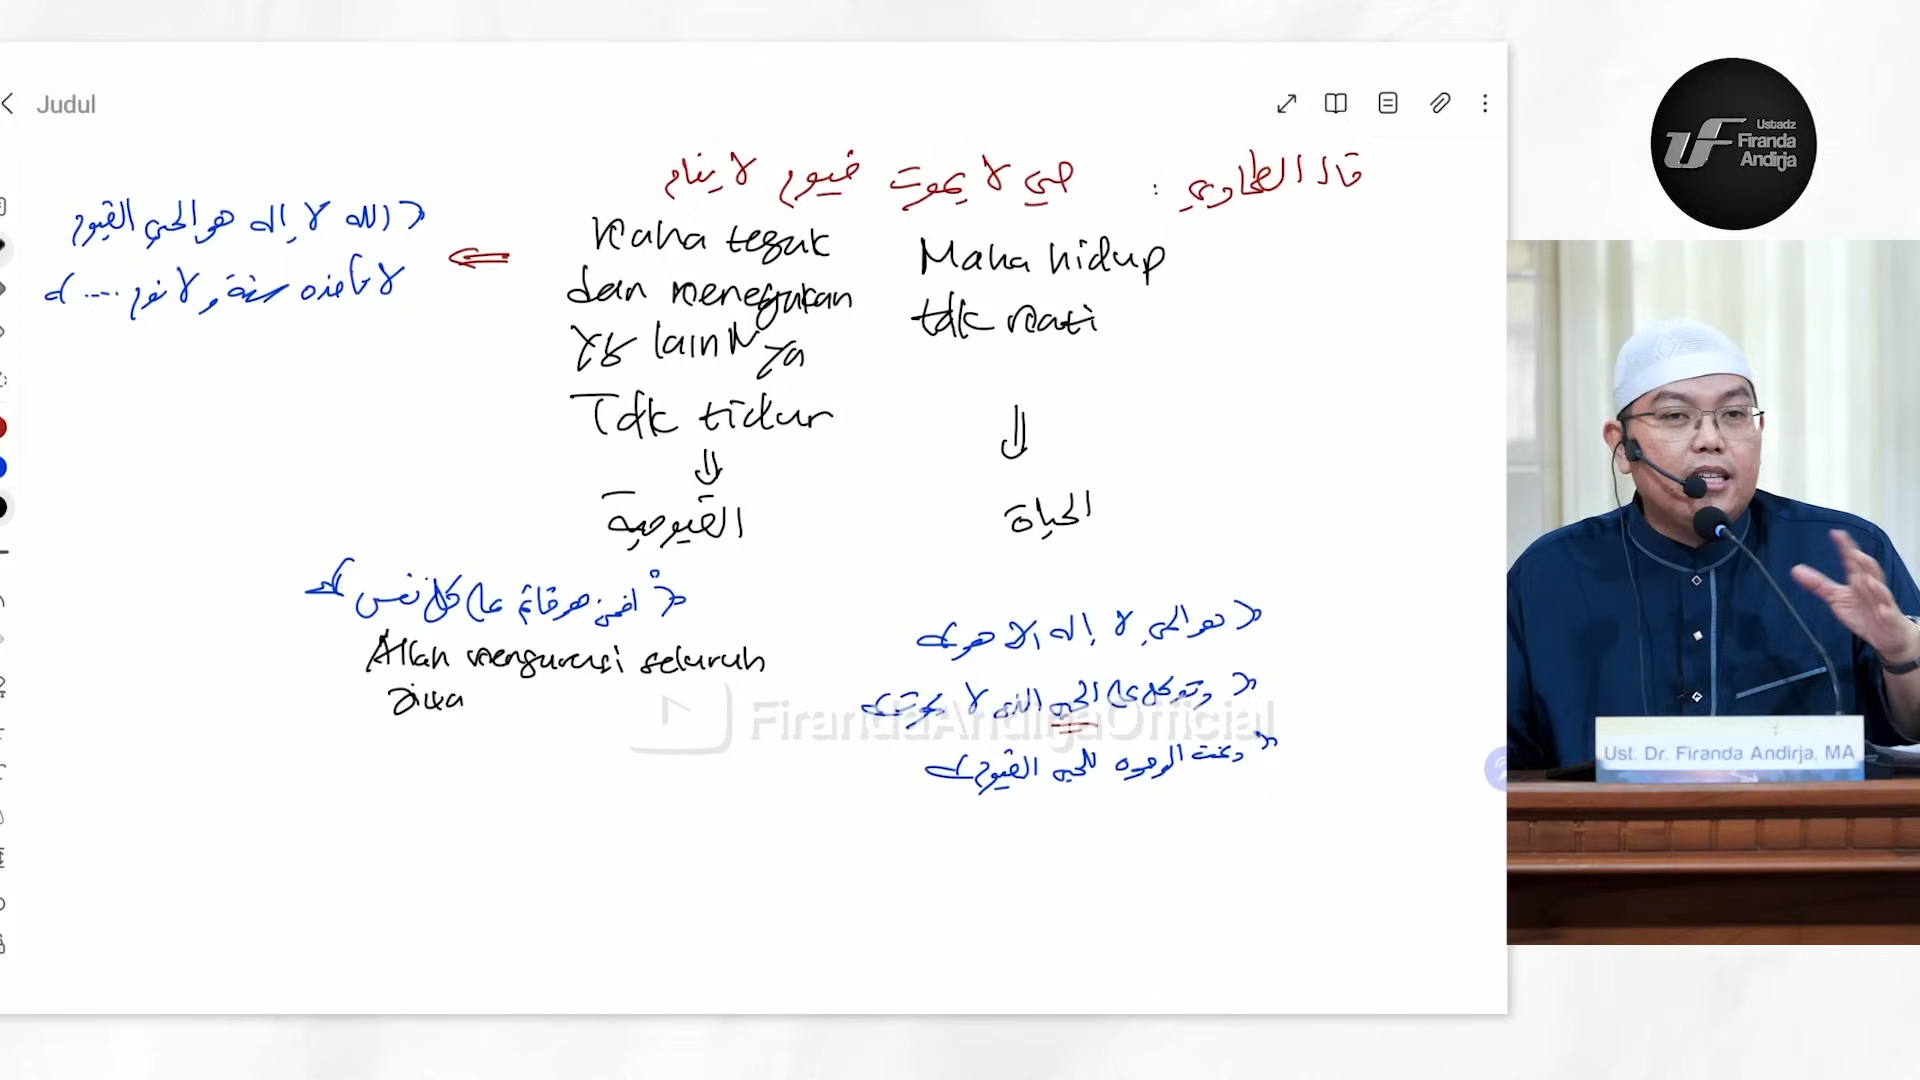 Judul
Ustadz
Firanda
Andirja
قال الطحاوي : حي لا يموت قيوم لا ينام
Maha hidup
tdk mati
⇓
الحياة
﴿ هو الحي لا إله إلا هو ﴾
﴿ وتوكل على الحي الذي لا يموت ﴾
﴿ وعنت الوجوه للحي القيوم ﴾
Maha teguk
dan menegukan
yg lainNya
Tdk tidur
⇓
القيومية
﴿ أفمن هو قائم على كل نفس ﴾
Allah mengurusi seluruh
jiwa
⇐
﴿ الله لا إله هو الحي القيوم
لا تأخذه سنة ولا نوم .... ﴾
FirandaAndirjaOfficial
Ust. Dr. Firanda Andirja, MA